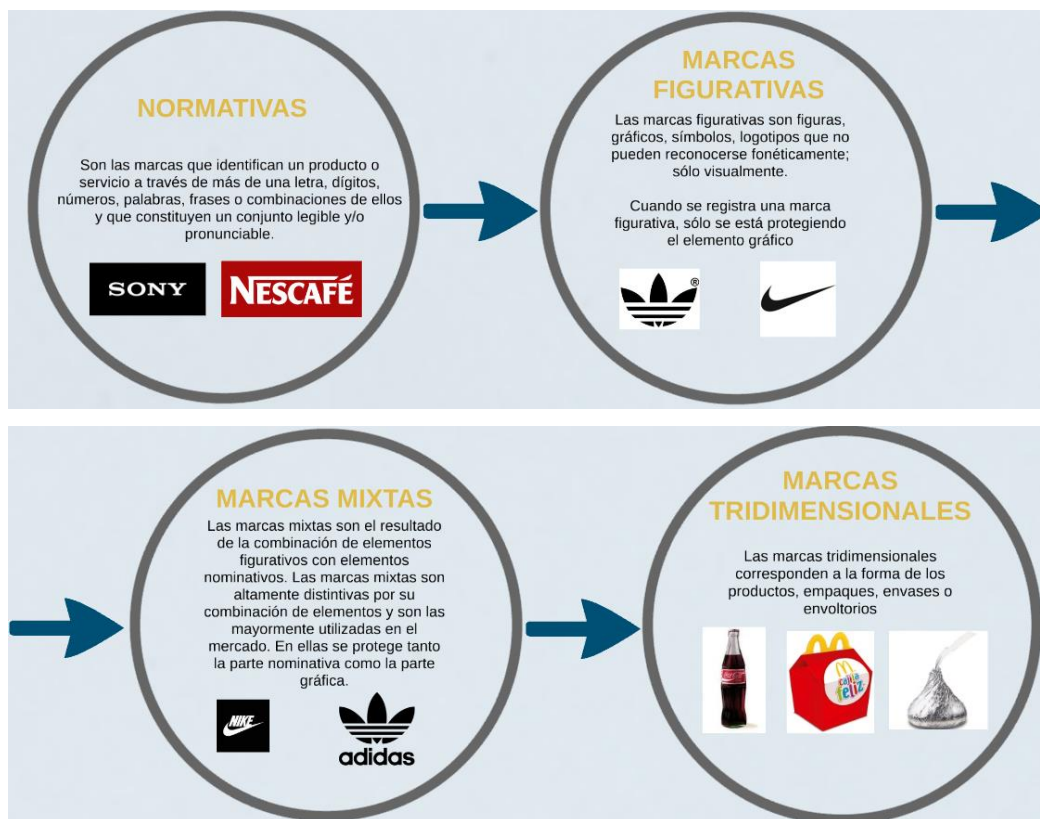 NORMATIVAS
Son las marcas que identifican un producto o
servicio a través de más de una letra, dígitos,
números, palabras, frases o combinaciones de ellos
y que constituyen un conjunto legible y/o
pronunciable.
SONY
NESCAFÉ
MARCAS
FIGURATIVAS
Las marcas figurativas son figuras,
gráficos, símbolos, logotipos que no
pueden reconocerse fonéticamente;
sólo visualmente.
Cuando se registra una marca
figurativa, sólo se está protegiendo
el elemento gráfico
®
MARCAS MIXTAS
Las marcas mixtas son el resultado
de la combinación de elementos
figurativos con elementos
nominativos. Las marcas mixtas son
altamente distintivas por su
combinación de elementos y son las
mayormente utilizadas en el
mercado. En ellas se protege tanto
la parte nominativa como la parte
gráfica.
NIKE
adidas
MARCAS
TRIDIMENSIONALES
Las marcas tridimensionales
corresponden a la forma de los
productos, empaques, envases o
envoltorios
cajita
feliz